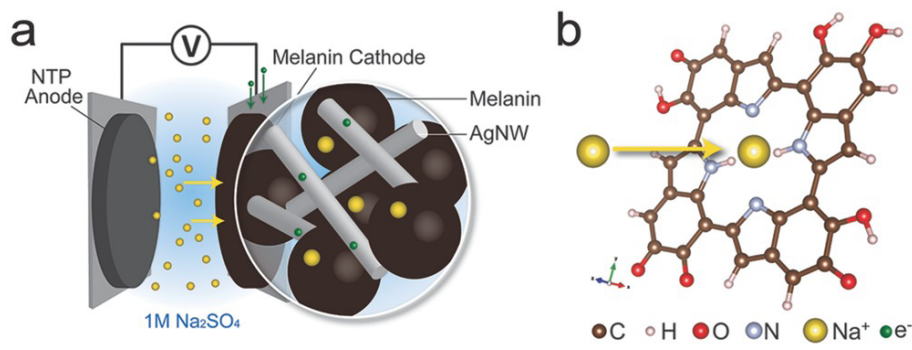 a
V
NTP
Anode
Melanin Cathode
Melanin
AgNW
1M Na₂SO₄
b
y
x
C H O N Na⁺ e⁻